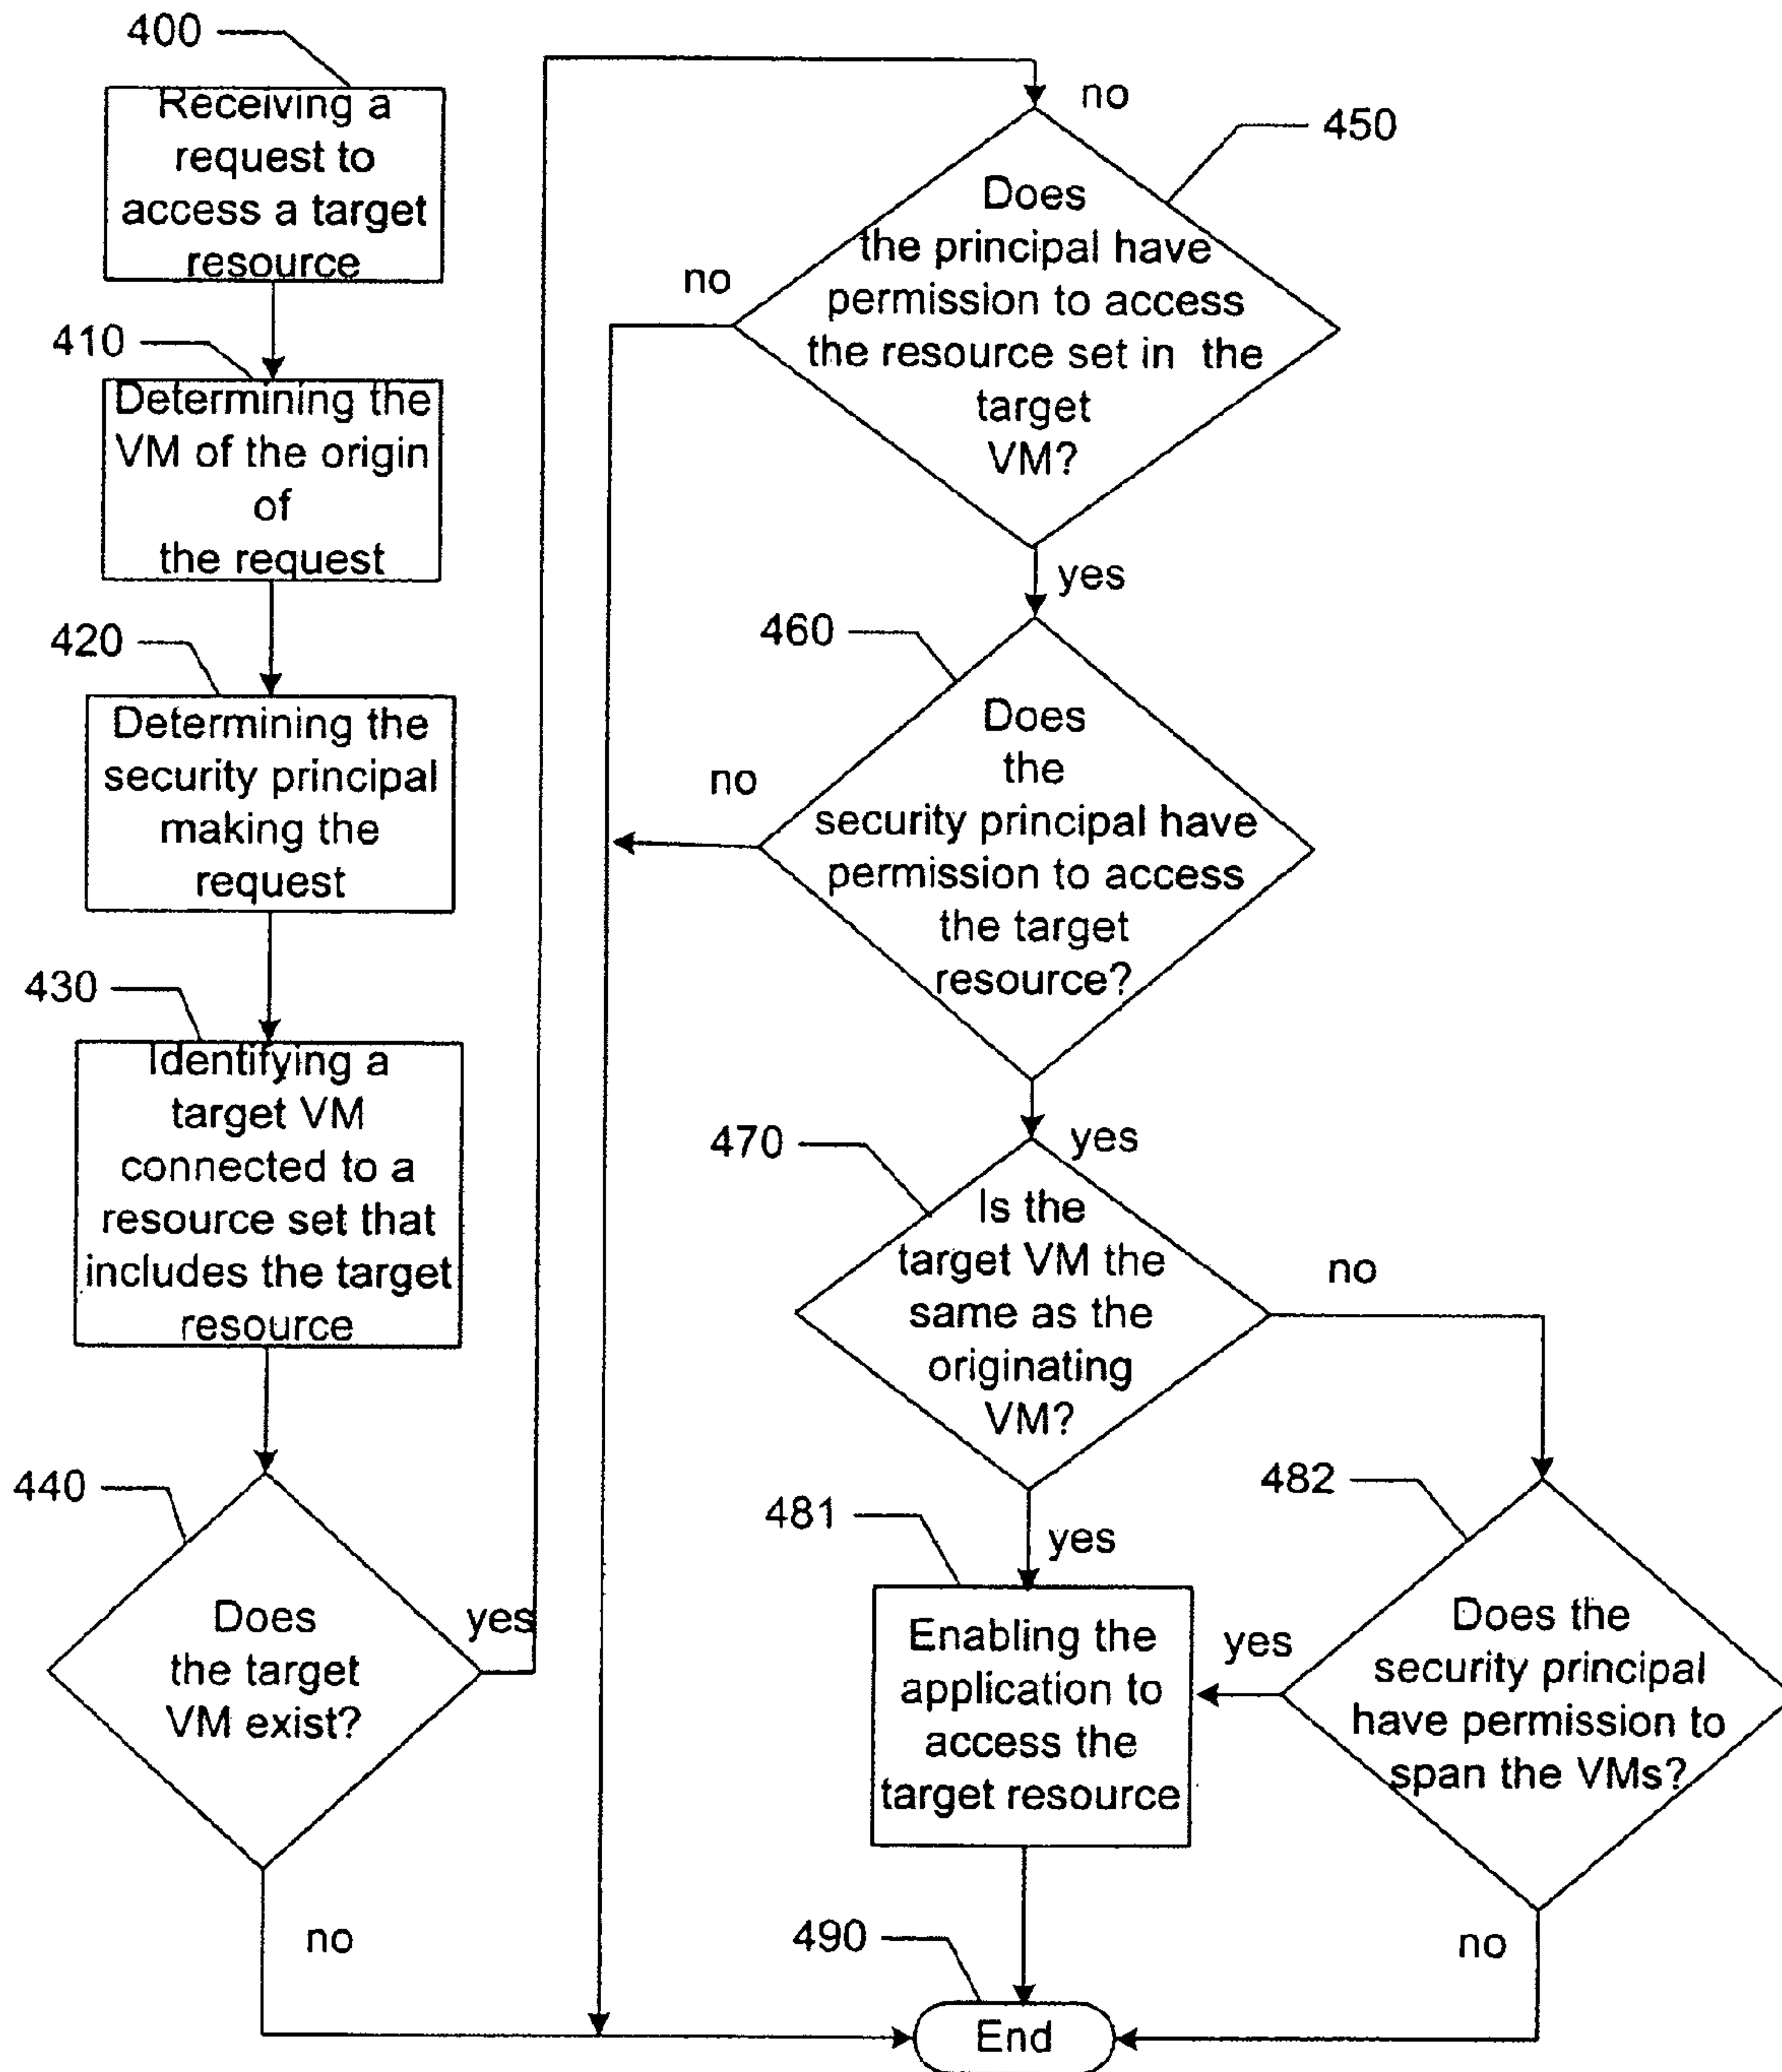 400
Receiving a
request to
access a target
resource
410
Determining the
VM of the origin
of
the request
420
Determining the
security principal
making the
request
430
Identifying a
target VM
connected to a
resource set that
includes the target
resource
440
Does
the target
VM exist?
yes
no
no
450
Does
the principal have
permission to access
the resource set in the
target
VM?
no
yes
460
Does
the
security principal have
permission to access
the target
resource?
no
yes
470
Is the
target VM the
same as the
originating
VM?
no
yes
481
Enabling the
application to
access the
target resource
482
Does the
security principal
have permission to
span the VMs?
yes
no
490
End